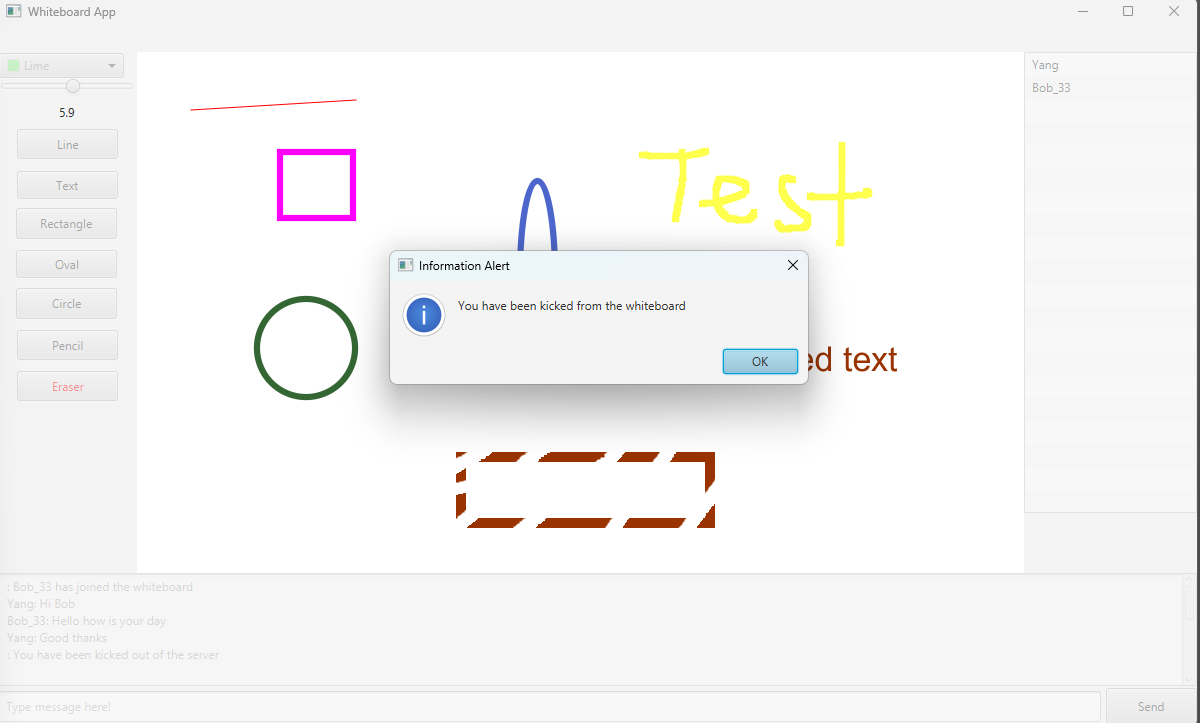 Whiteboard App
Lime
5.9
Line
Text
Rectangle
Oval
Circle
Pencil
Eraser
Test
Information Alert
You have been kicked from the whiteboard
OK
text
Yang
Bob_33
: Bob_33 has joined the whiteboard
Yang: Hi Bob
Bob_33: Hello how is your day
Yang: Good thanks
: You have been kicked out of the server
Type message here!
Send